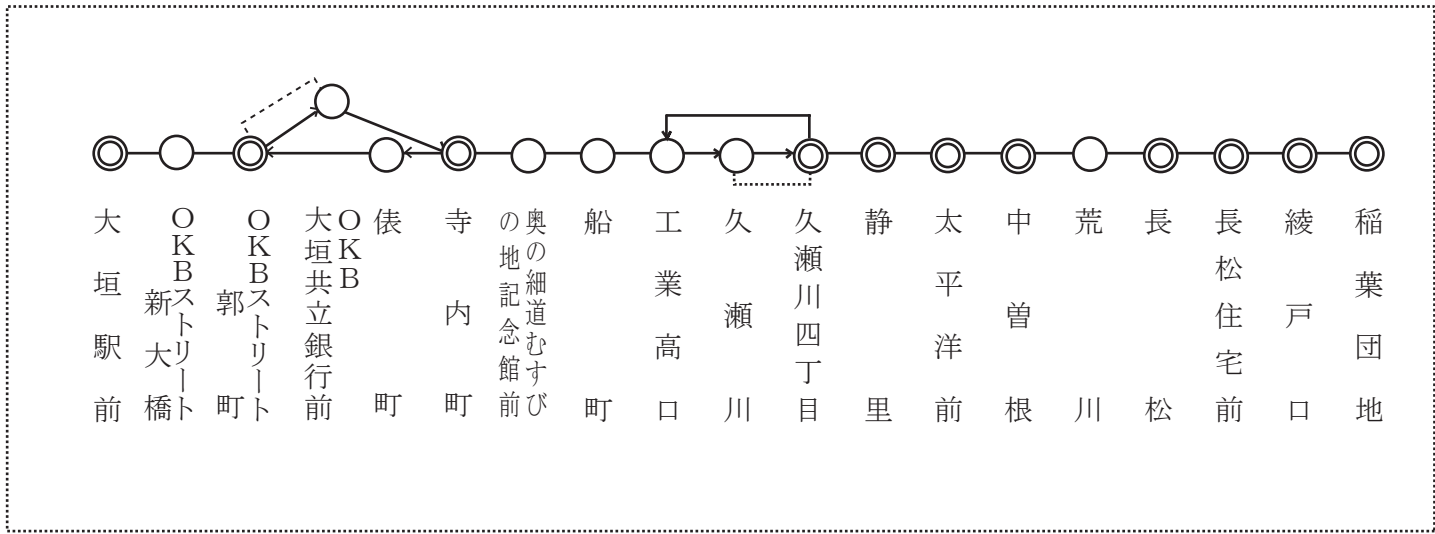 大垣駅前
OKBストリート
新大橋
OKBストリート
郭町
OKB
大垣共立銀行前
俵町
寺内町
奥の細道むすび
の地記念館前
船町
工業高口
久瀬川
久瀬川四丁目
静里
太平洋前
中曽根
荒川
長松
長松住宅前
綾戸口
稲葉団地